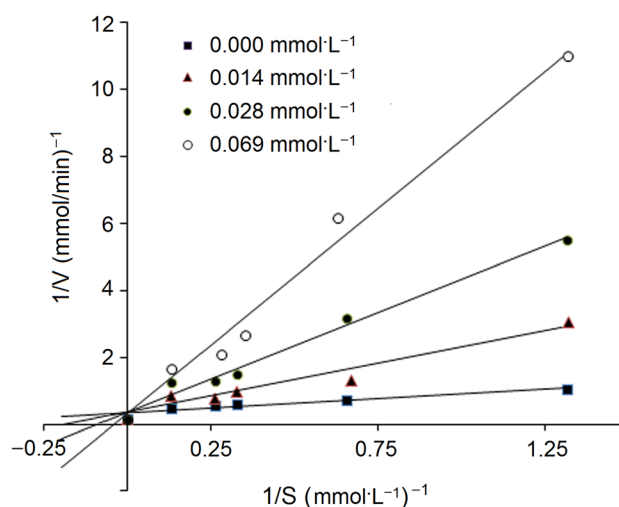 12
10
8
6
4
2
1/V (mmol/min)⁻¹
0.000 mmol·L⁻¹
0.014 mmol·L⁻¹
0.028 mmol·L⁻¹
0.069 mmol·L⁻¹
−0.25
0.25
0.75
1.25
1/S (mmol·L⁻¹)⁻¹